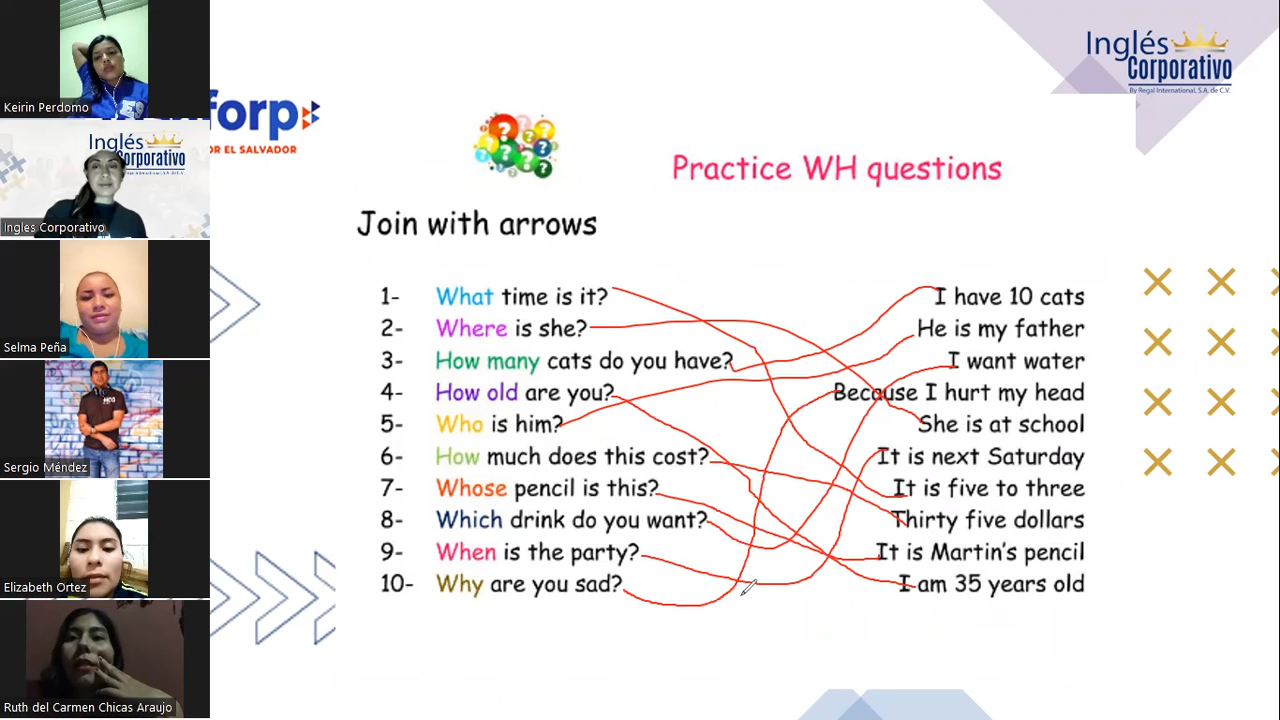 Keirin Perdomo
Inglés
Corporativo
Ingles Corporativo
Selma Peña
Sergio Méndez
Elizabeth Ortez
Ruth del Carmen Chicas Araujo
forp
OR EL SALVADOR
Inglés
Corporativo
By Regal International, S.A. de C.V.
Practice WH questions
Join with arrows
1- What time is it? I have 10 cats
2- Where is she? He is my father
3- How many cats do you have? I want water
4- How old are you? Because I hurt my head
5- Who is him? She is at school
6- How much does this cost? It is next Saturday
7- Whose pencil is this? It is five to three
8- Which drink do you want? Thirty five dollars
9- When is the party? It is Martin's pencil
10- Why are you sad? I am 35 years old